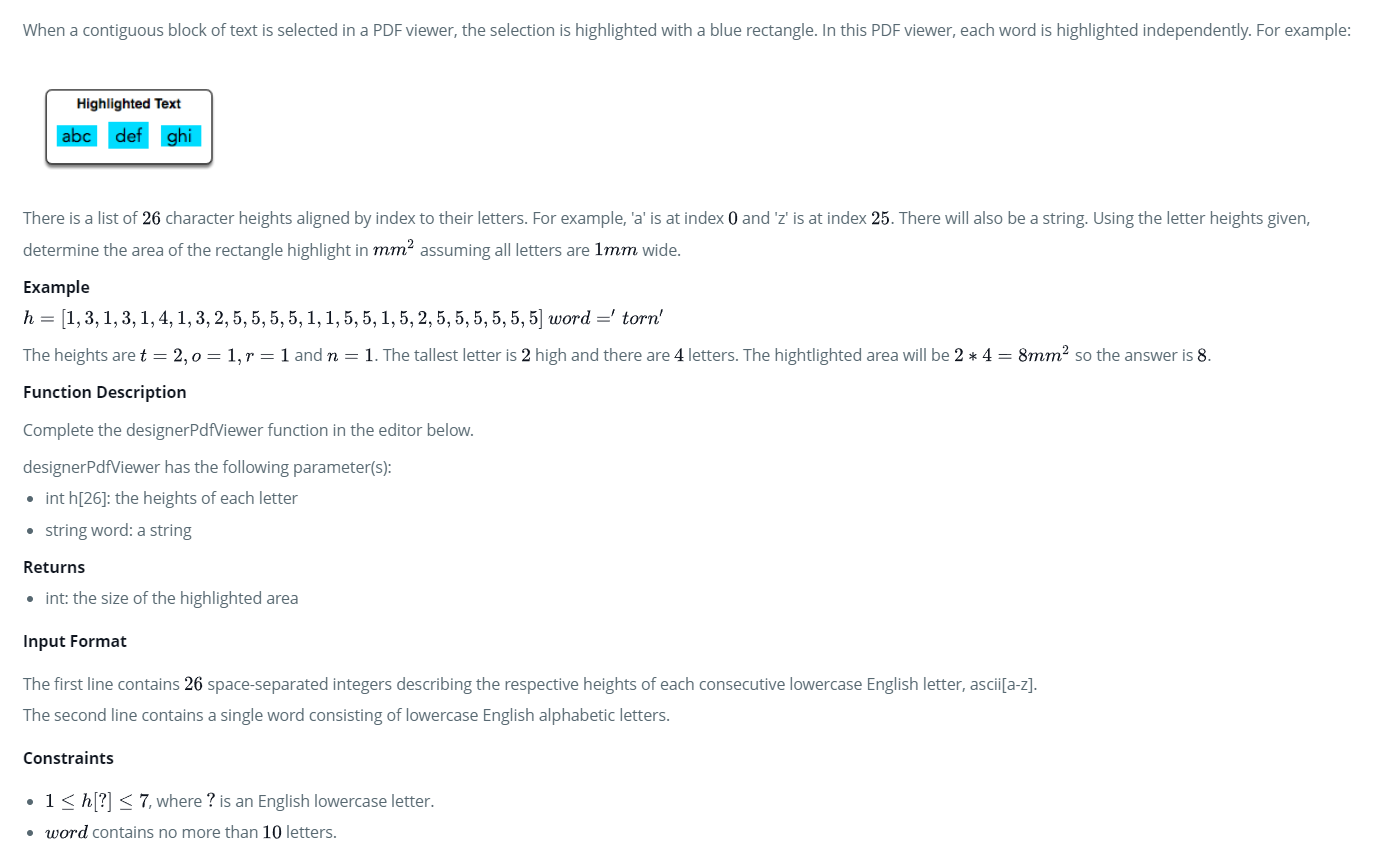 When a contiguous block of text is selected in a PDF viewer, the selection is highlighted with a blue rectangle. In this PDF viewer, each word is highlighted independently. For example:
Highlighted Text
abc def ghi
There is a list of 26 character heights aligned by index to their letters. For example, 'a' is at index 0 and 'z' is at index 25. There will also be a string. Using the letter heights given,
determine the area of the rectangle highlight in mm² assuming all letters are 1mm wide.
Example
h = [1, 3, 1, 3, 1, 4, 1, 3, 2, 5, 5, 5, 5, 1, 1, 5, 5, 1, 5, 2, 5, 5, 5, 5, 5, 5] word =′ torn′
The heights are t = 2, o = 1, r = 1 and n = 1. The tallest letter is 2 high and there are 4 letters. The hightlighted area will be 2 * 4 = 8mm² so the answer is 8.
Function Description
Complete the designerPdfViewer function in the editor below.
designerPdfViewer has the following parameter(s):
• int h[26]: the heights of each letter
• string word: a string
Returns
• int: the size of the highlighted area
Input Format
The first line contains 26 space-separated integers describing the respective heights of each consecutive lowercase English letter, ascii[a-z].
The second line contains a single word consisting of lowercase English alphabetic letters.
Constraints
• 1 ≤ h[?] ≤ 7, where ? is an English lowercase letter.
• word contains no more than 10 letters.